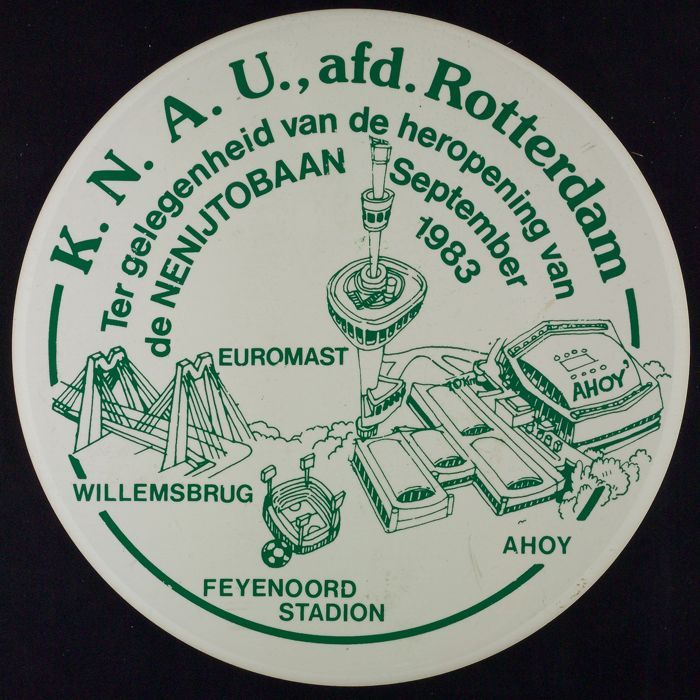 K. N. A. U., afd. Rotterdam
Ter gelegenheid van de heropening van
de NENIJTOBAAN September
1983
EUROMAST
AHOY'
WILLEMSBRUG
AHOY
FEYENOORD
STADION